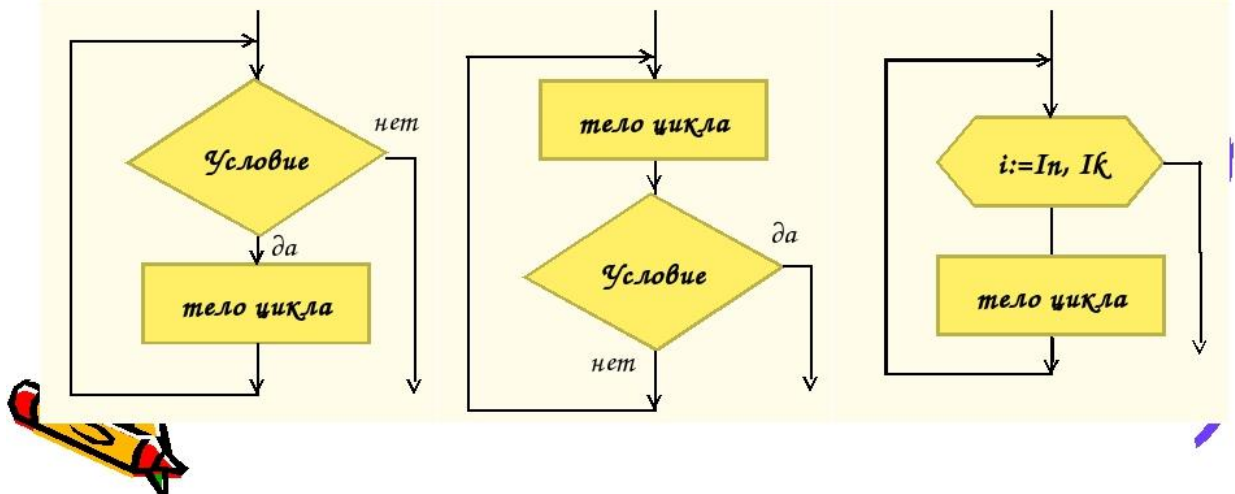 нет
Условие
да
тело цикла
тело цикла
да
Условие
нет
i:=In, Ik
тело цикла